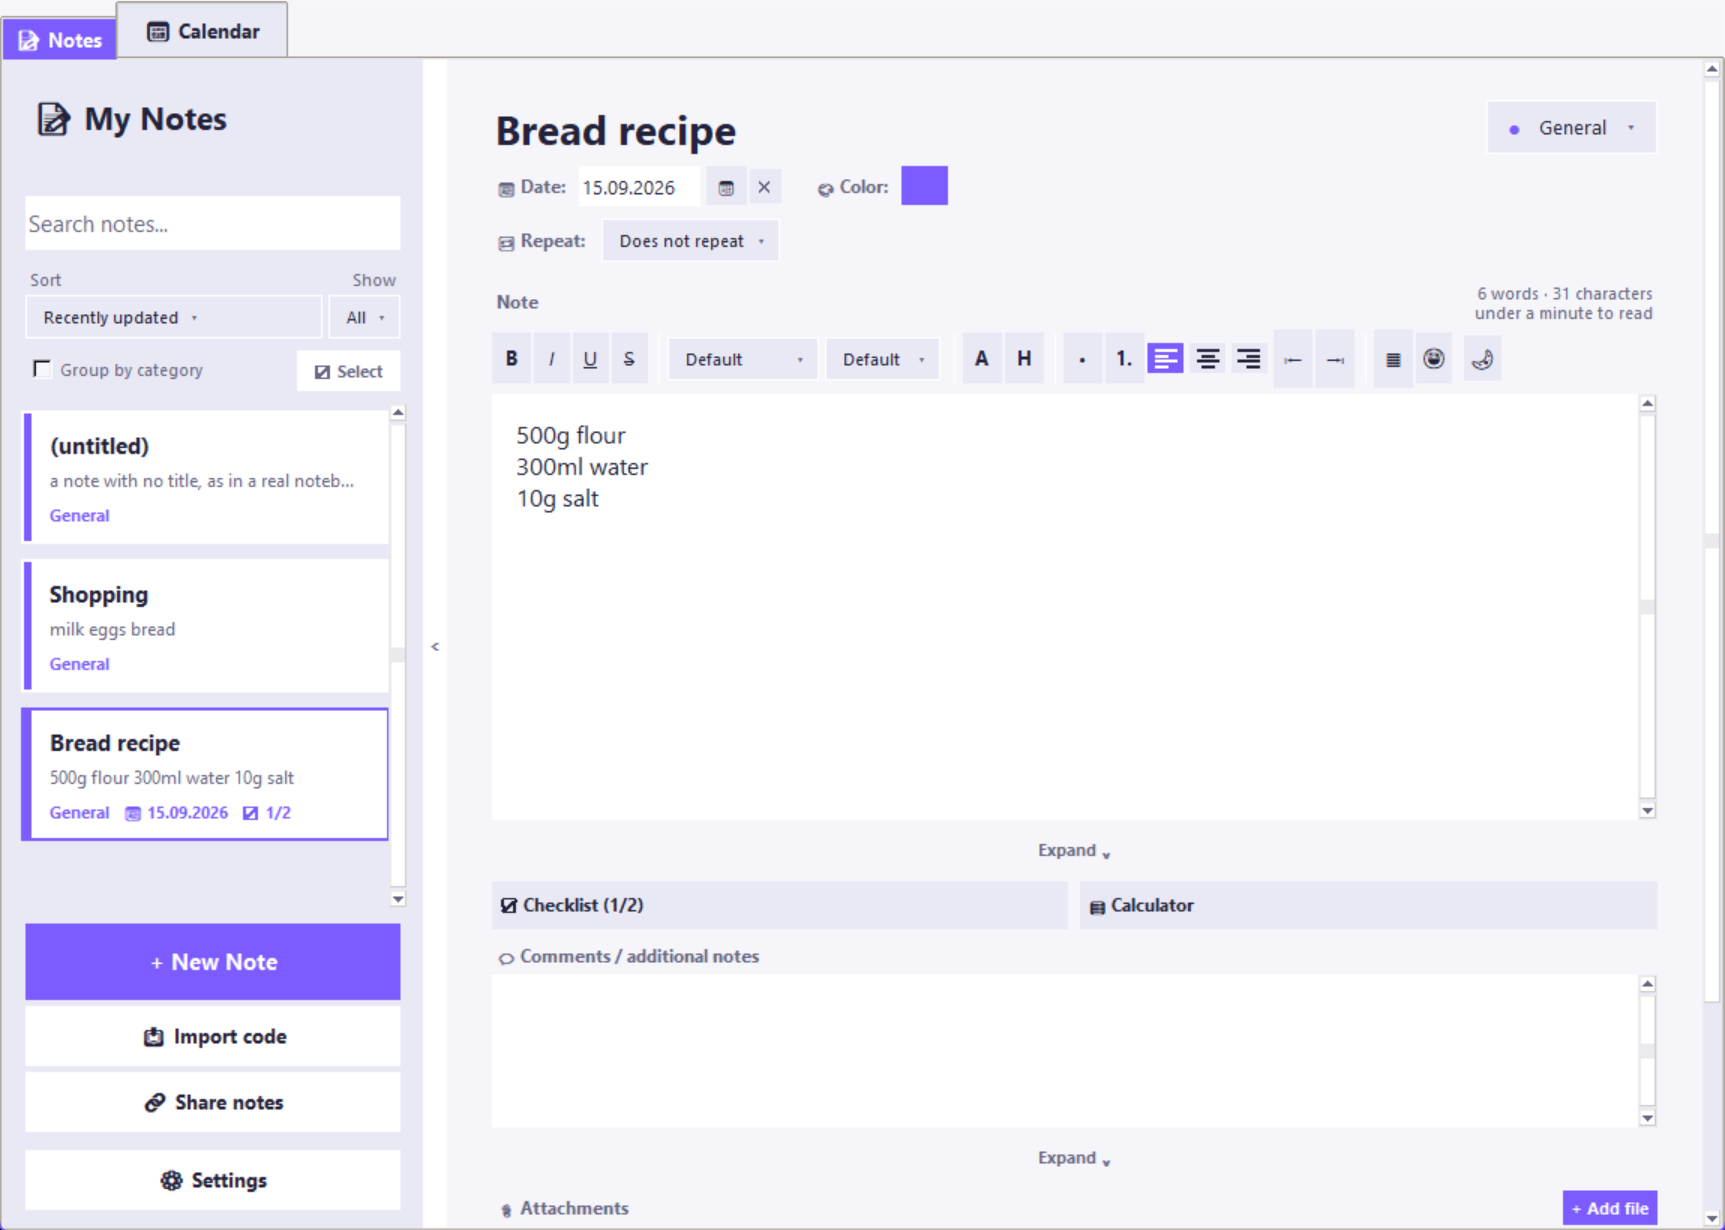 Notes
Calendar
My Notes
Search notes...
Sort
Show
Recently updated
All
Group by category
Select
(untitled)
a note with no title, as in a real noteb...
General
Shopping
milk eggs bread
General
Bread recipe
500g flour 300ml water 10g salt
General 15.09.2026 1/2
+ New Note
Import code
Share notes
Settings
<
Bread recipe
General
Date: 15.09.2026
Color:
Repeat: Does not repeat
Note
6 words · 31 characters
under a minute to read
B I U S Default Default A H • 1.
500g flour
300ml water
10g salt
Expand
Checklist (1/2)
Calculator
Comments / additional notes
Expand
Attachments
+ Add file